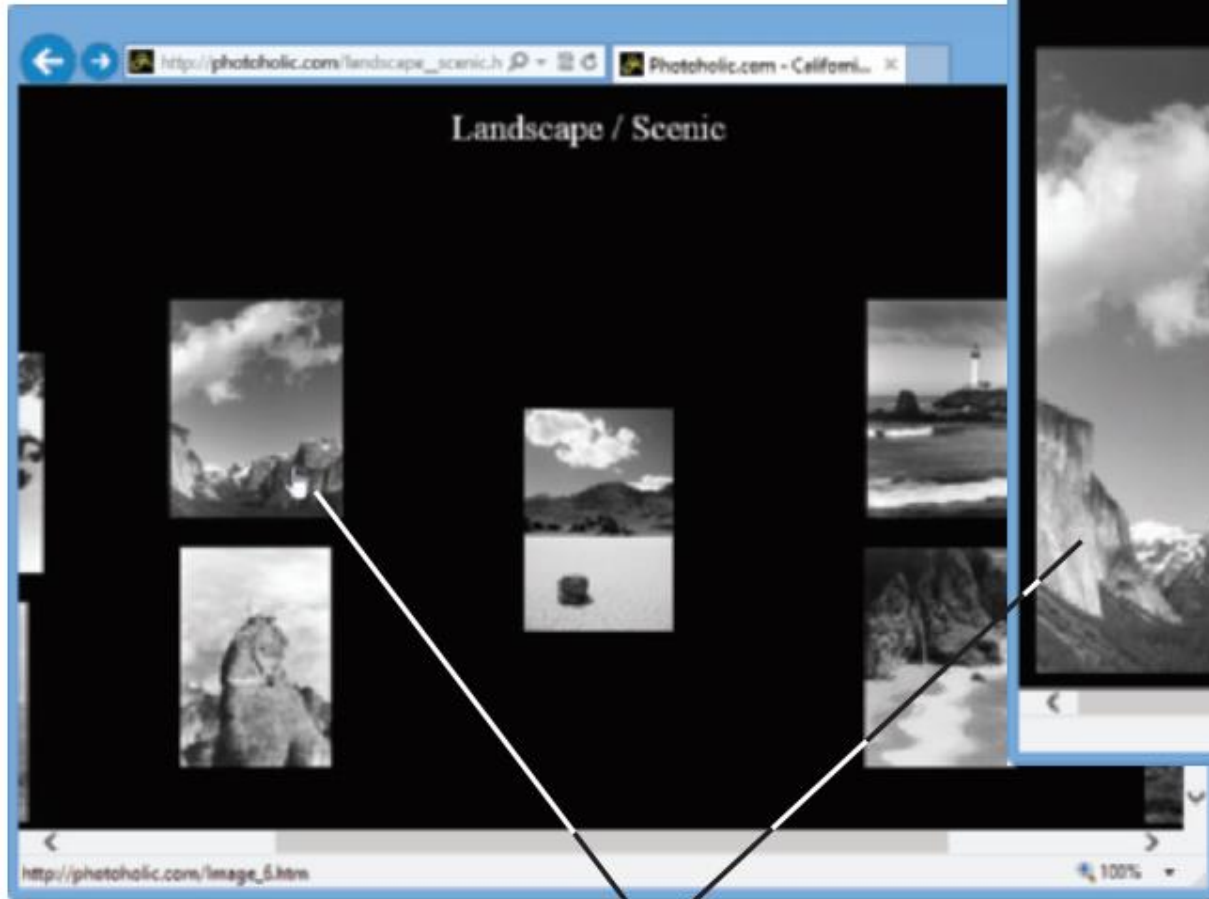 http://photoholic.com/landscape_scenic.h
Photoholic.com - Californi...
Landscape / Scenic
http://photoholic.com/Image_6.htm
100%